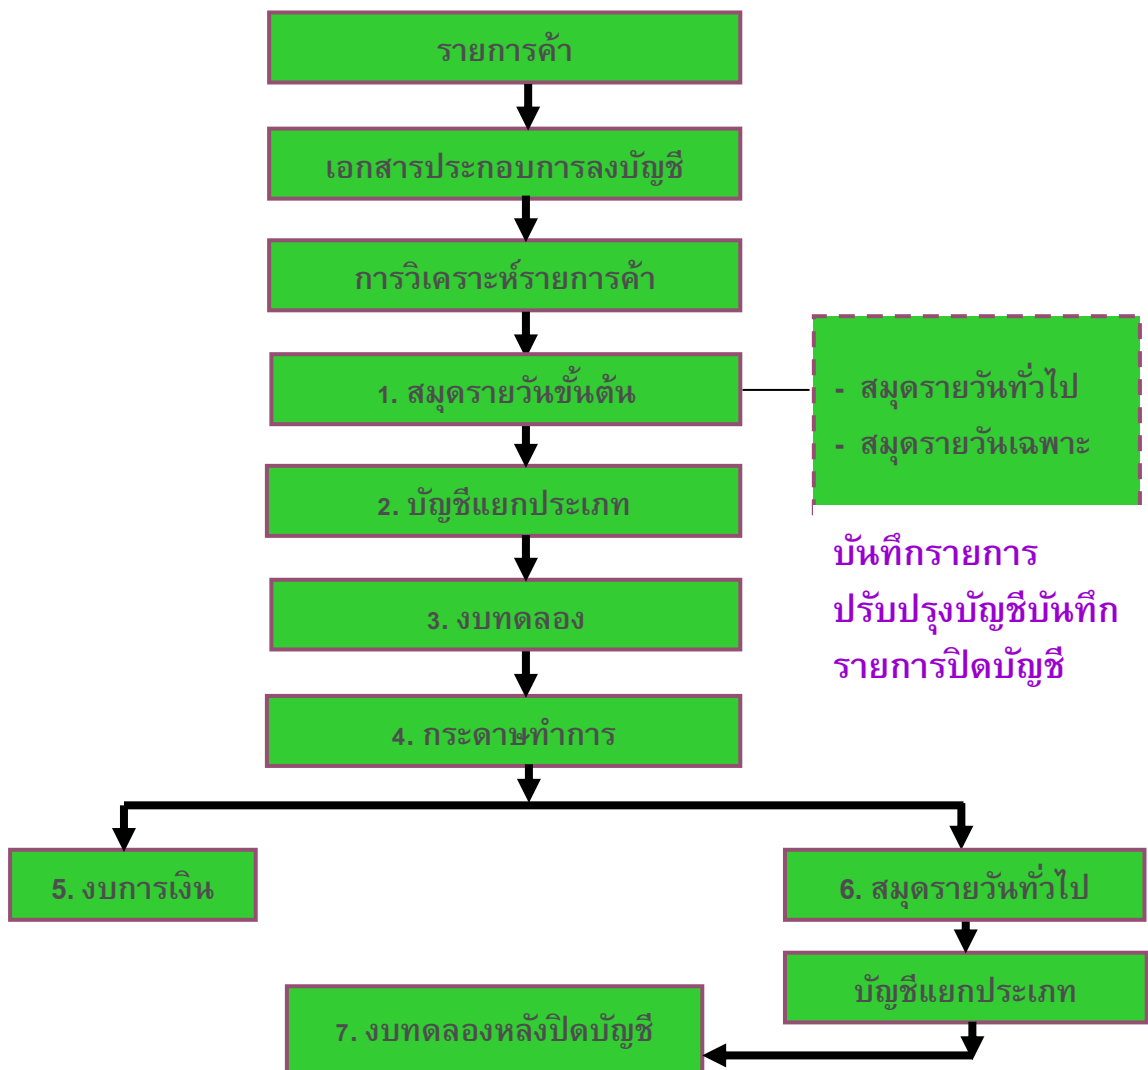 รายการค้า
เอกสารประกอบการลงบัญชี
การวิเคราะห์รายการค้า
1. สมุดรายวันขั้นต้น
- สมุดรายวันทั่วไป
- สมุดรายวันเฉพาะ
2. บัญชีแยกประเภท
บันทึกรายการ
ปรับปรุงบัญชีบันทึก
รายการปิดบัญชี
3. งบทดลอง
4. กระดาษทำการ
5. งบการเงิน
6. สมุดรายวันทั่วไป
บัญชีแยกประเภท
7. งบทดลองหลังปิดบัญชี